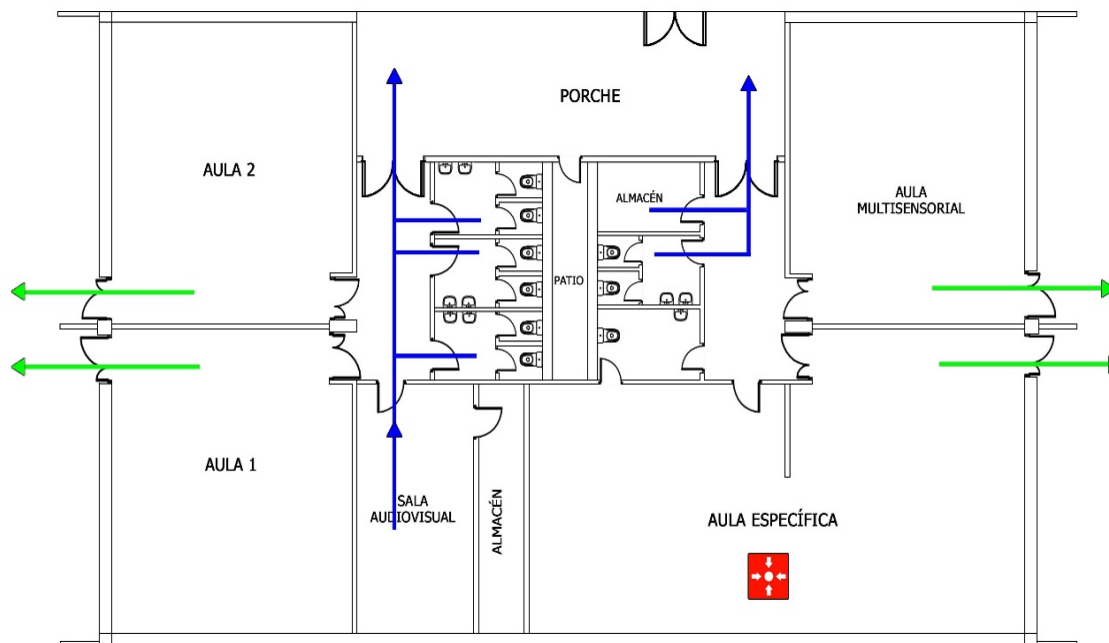 PORCHE
AULA 2
ALMACÉN
AULA
MULTISENSORIAL
PATIO
AULA 1
SALA
AUDIOVISUAL
ALMACÉN
AULA ESPECÍFICA